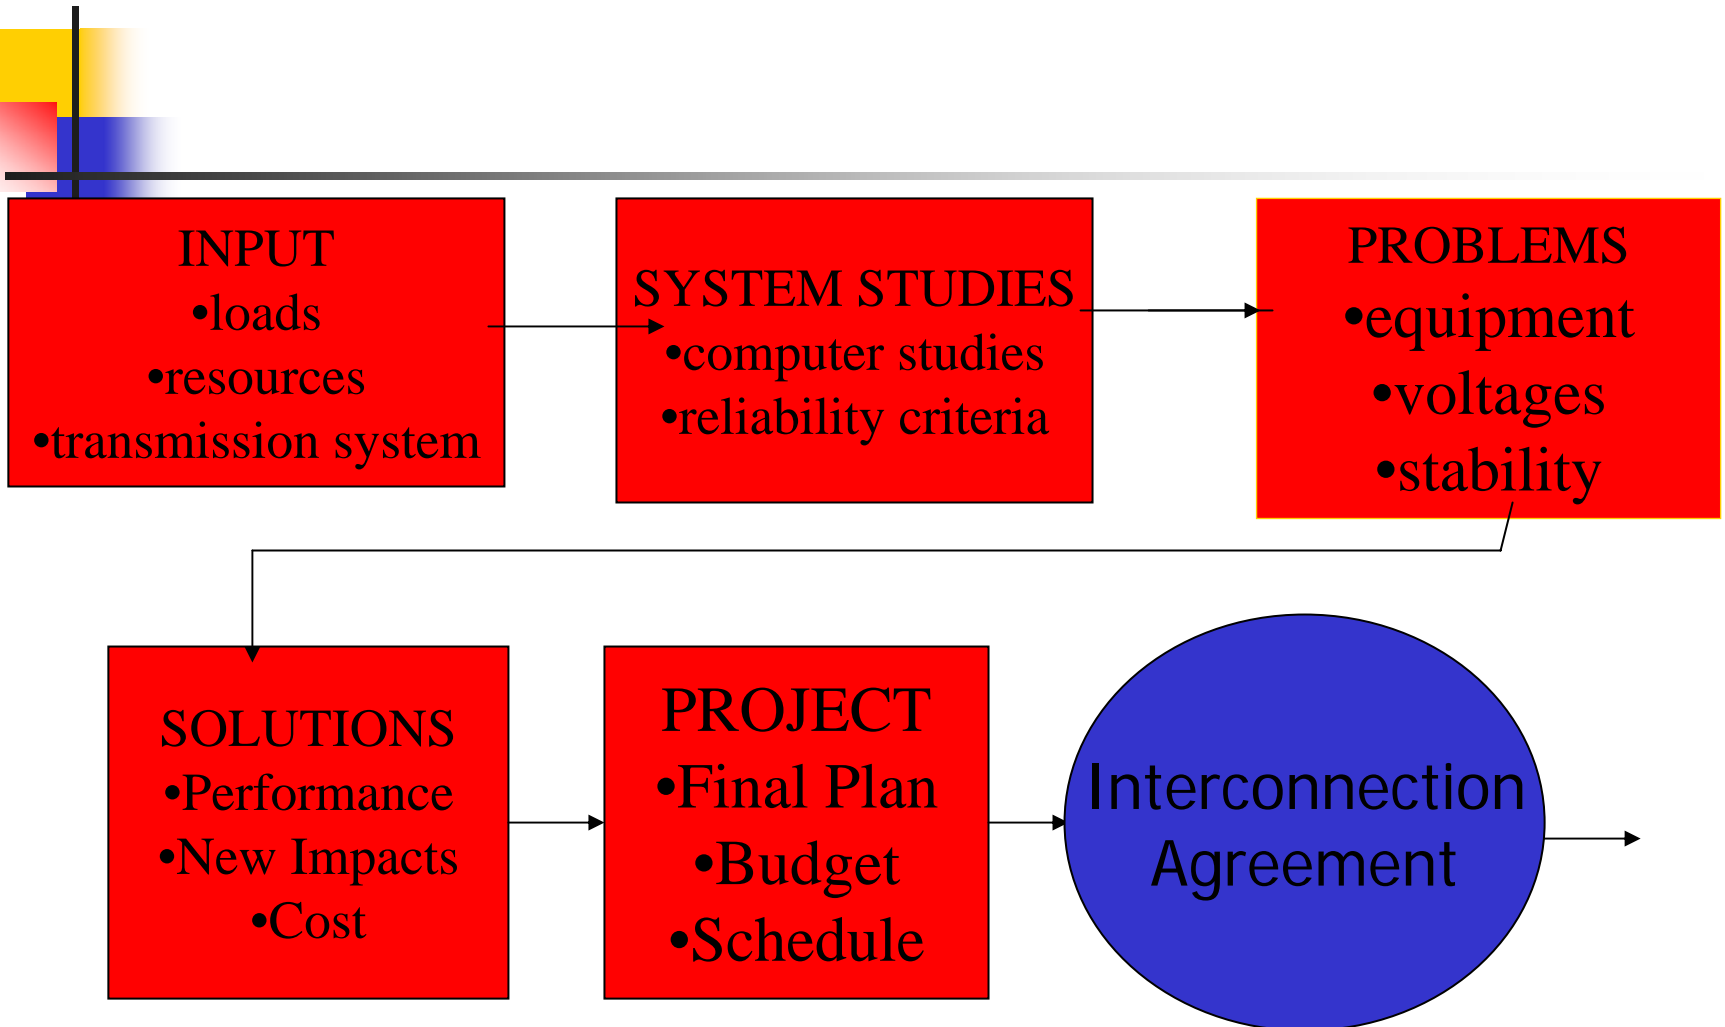 INPUT
•loads
•resources
•transmission system
SYSTEM STUDIES
•computer studies
•reliability criteria
PROBLEMS
•equipment
•voltages
•stability
SOLUTIONS
•Performance
•New Impacts
•Cost
PROJECT
•Final Plan
•Budget
•Schedule
Interconnection
Agreement